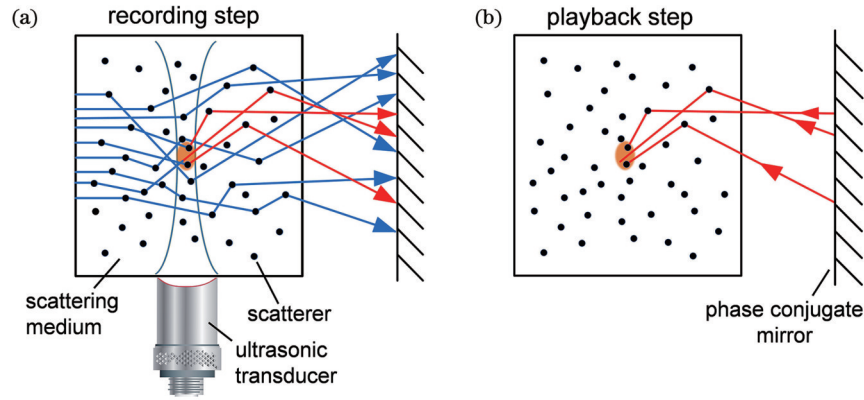 (a)
recording step
scattering
medium
scatterer
ultrasonic
transducer
(b)
playback step
phase conjugate
mirror